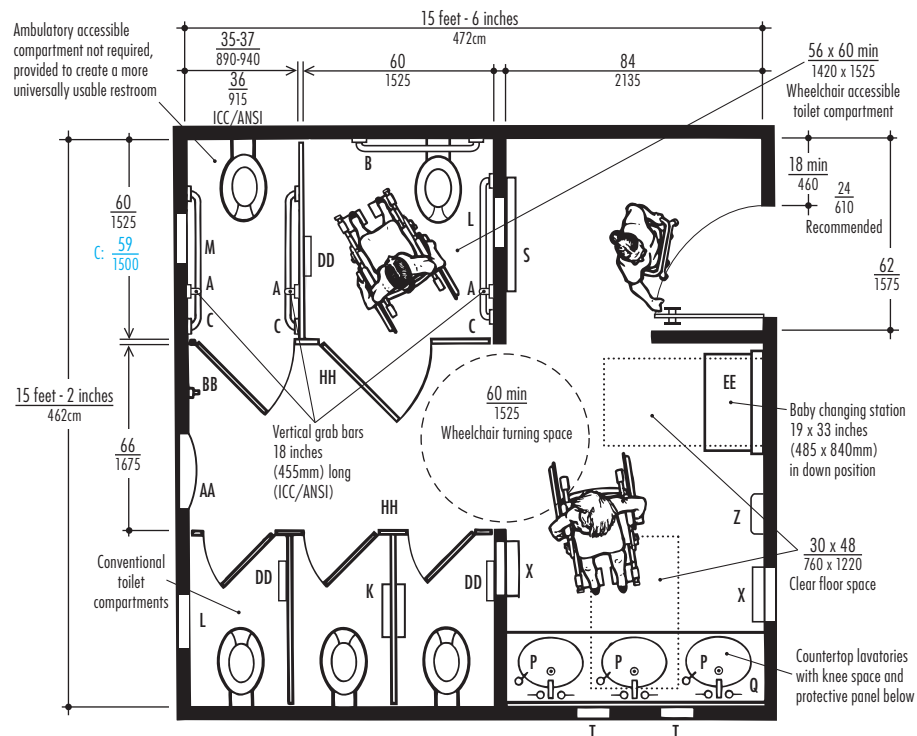 Ambulatory accessible
compartment not required,
provided to create a more
universally usable restroom
15 feet - 6 inches
472cm
35-37
890-940
36
915
ICC/ANSI
60
1525
84
2135
56 x 60 min
1420 x 1525
Wheelchair accessible
toilet compartment
18 min
460
24
610
Recommended
62
1575
60
1525
C: 59
1500
15 feet - 2 inches
462cm
66
1675
B
L
M
DD
S
A
A
A
C
C
C
BB
HH
EE
60 min
1525
Wheelchair turning space
Vertical grab bars
18 inches
(455mm) long
(ICC/ANSI)
Baby changing station
19 x 33 inches
(485 x 840mm)
in down position
AA
HH
Z
30 x 48
760 x 1220
Clear floor space
Conventional
toilet
compartments
DD
K
DD
X
X
L
P
P
P
Q
Countertop lavatories
with knee space and
protective panel below
T
T